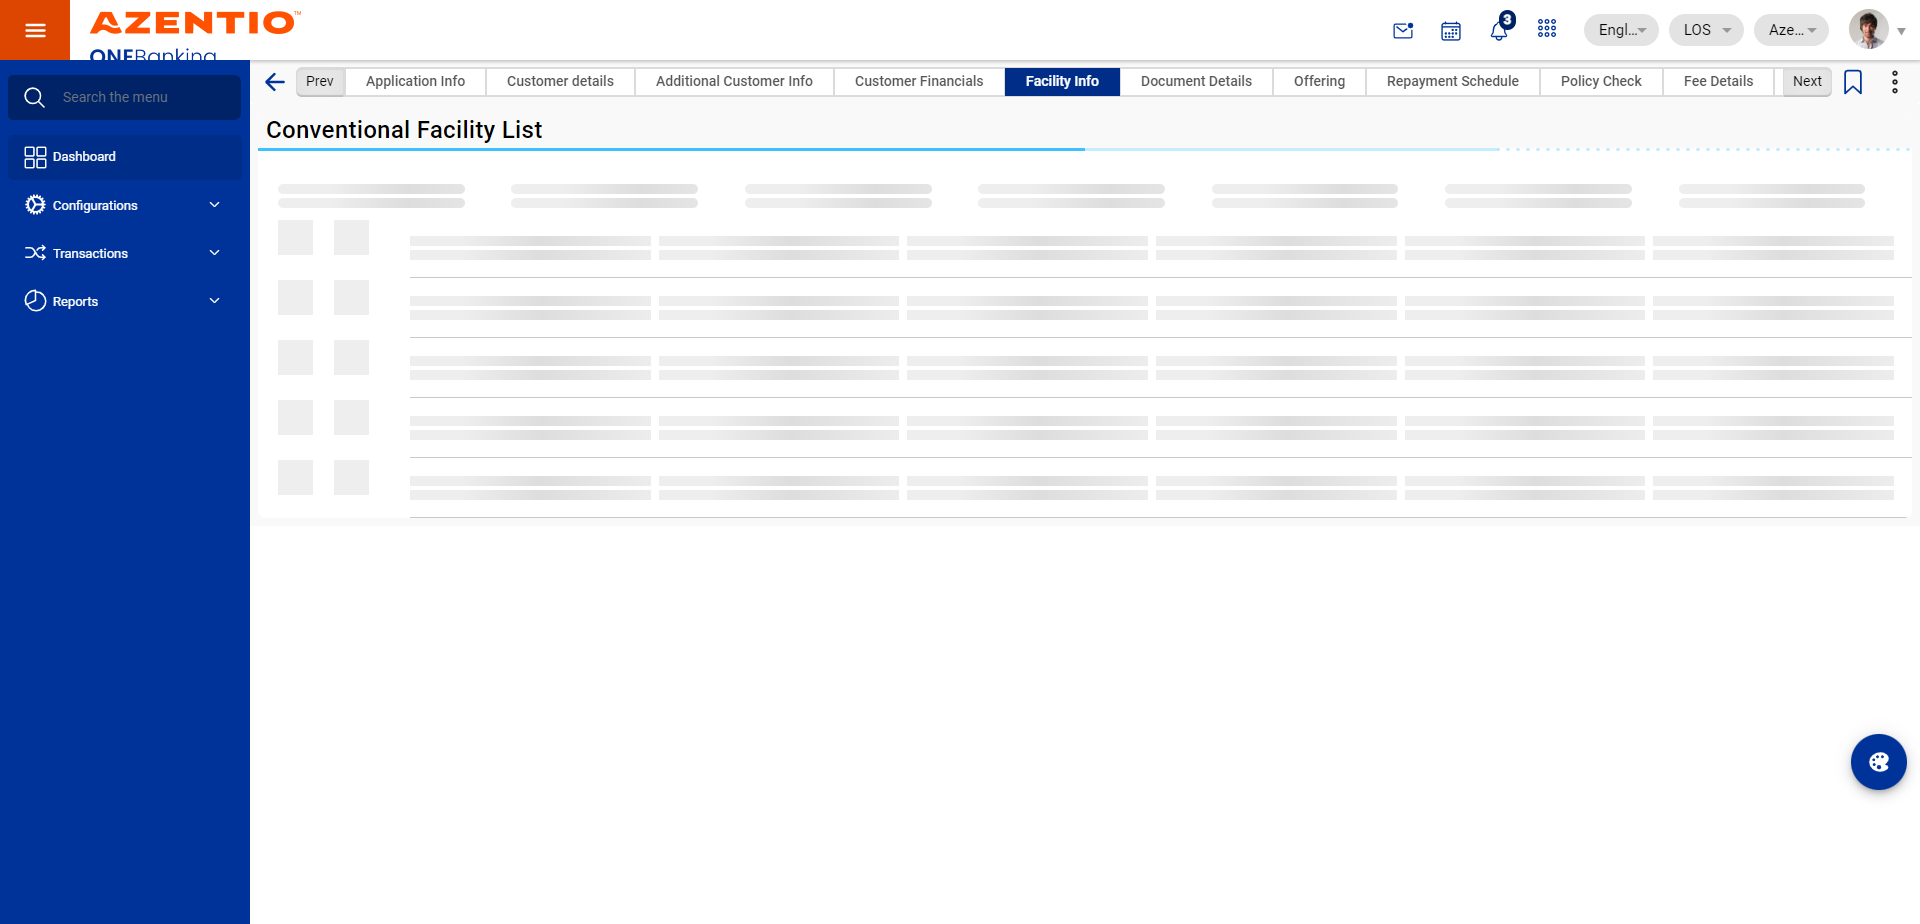 AZENTIO™
ONEBanking
3
Engl...
LOS
Aze...
Search the menu
Dashboard
Configurations
Transactions
Reports
Prev
Application Info
Customer details
Additional Customer Info
Customer Financials
Facility Info
Document Details
Offering
Repayment Schedule
Policy Check
Fee Details
Next
Conventional Facility List